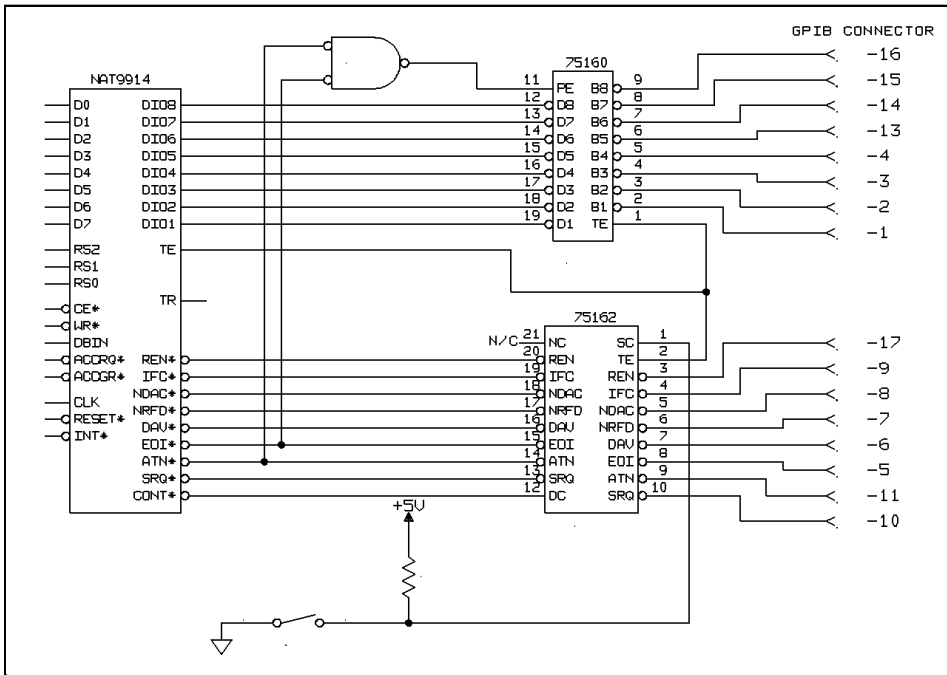 GPIB CONNECTOR
NAT9914
D0
D1
D2
D3
D4
D5
D6
D7
RS2
RS1
RS0
CE*
WR*
DBIN
ACCRQ*
ACCGR*
CLK
RESET*
INT*
DIO8
DIO7
DIO6
DIO5
DIO4
DIO3
DIO2
DIO1
TE
TR
REN*
IFC*
NDAC*
NRFD*
DAV*
EOI*
ATN*
SRQ*
CONT*
75160
11 PE B8 9
12 D8 B7 8
13 D7 B6 7
14 D6 B5 6
15 D5 B4 5
16 D4 B3 4
17 D3 B2 3
18 D2 B1 2
19 D1 TE 1
75162
N/C 21 NC SC 1
20 REN TE 2
19 IFC REN 3
18 NDAC IFC 4
17 NRFD NDAC 5
16 DAV NRFD 6
15 EOI DAV 7
14 ATN EOI 8
13 SRQ ATN 9
12 DC SRQ 10
-16
-15
-14
-13
-4
-3
-2
-1
-17
-9
-8
-7
-6
-5
-11
-10
+5V